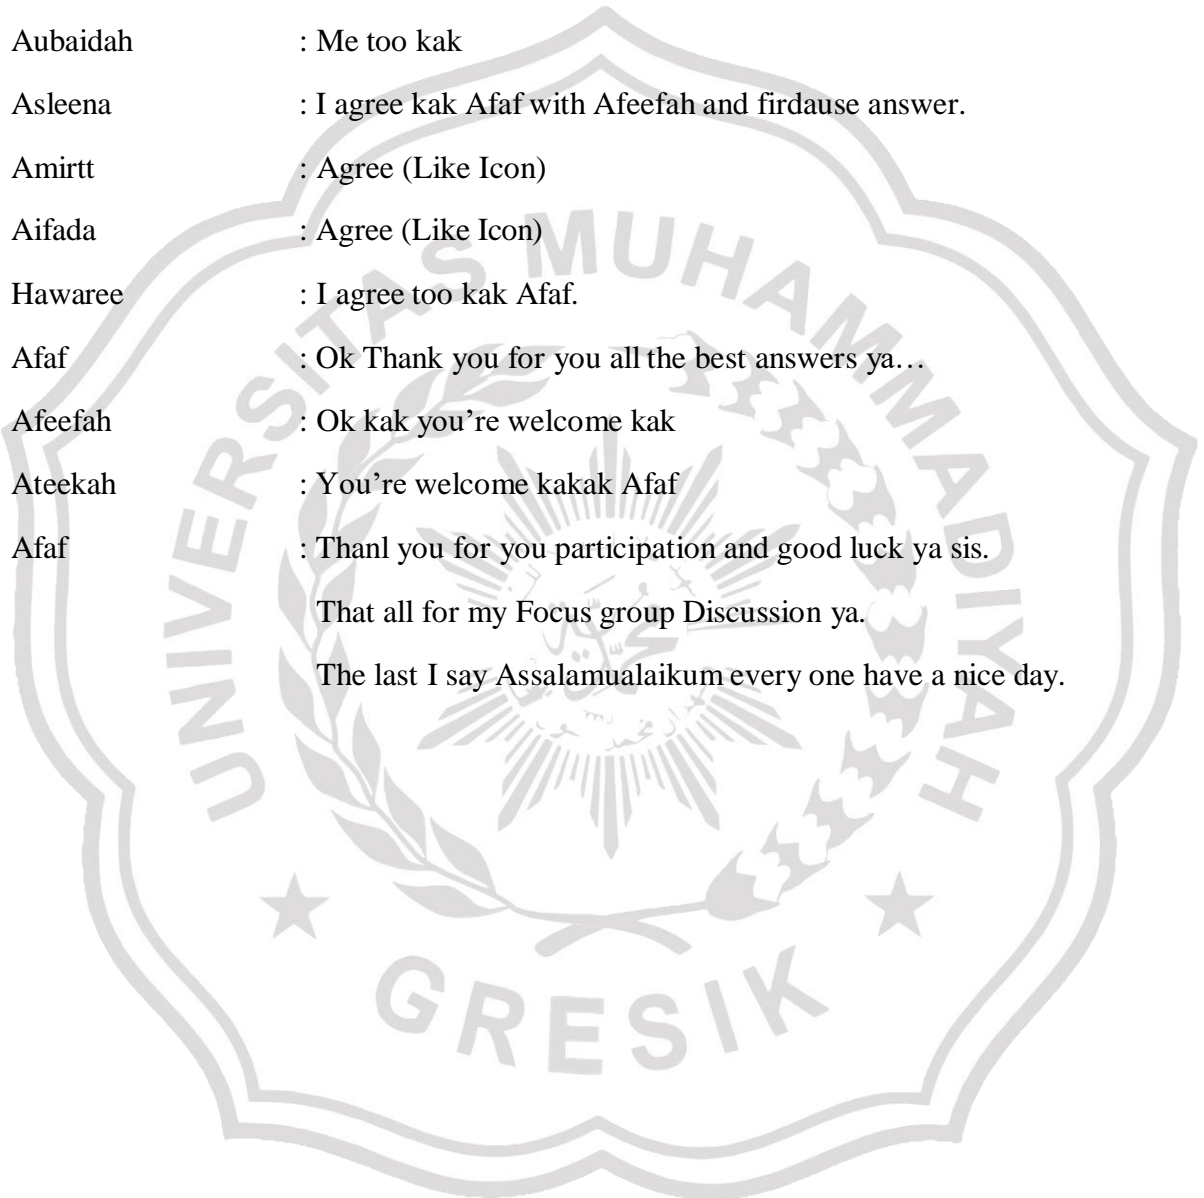 Aubaidah : Me too kak
Asleena : I agree kak Afaf with Afeefah and firdause answer.
Amirtt : Agree (Like Icon)
Aifada : Agree (Like Icon)
Hawaree : I agree too kak Afaf.
Afaf : Ok Thank you for you all the best answers ya…
Afeefah : Ok kak you’re welcome kak
Ateekah : You’re welcome kakak Afaf
Afaf : Thanl you for you participation and good luck ya sis.
That all for my Focus group Discussion ya.
The last I say Assalamualaikum every one have a nice day.
UNIVERSITAS MUHAMMADIYAH
GRESIK